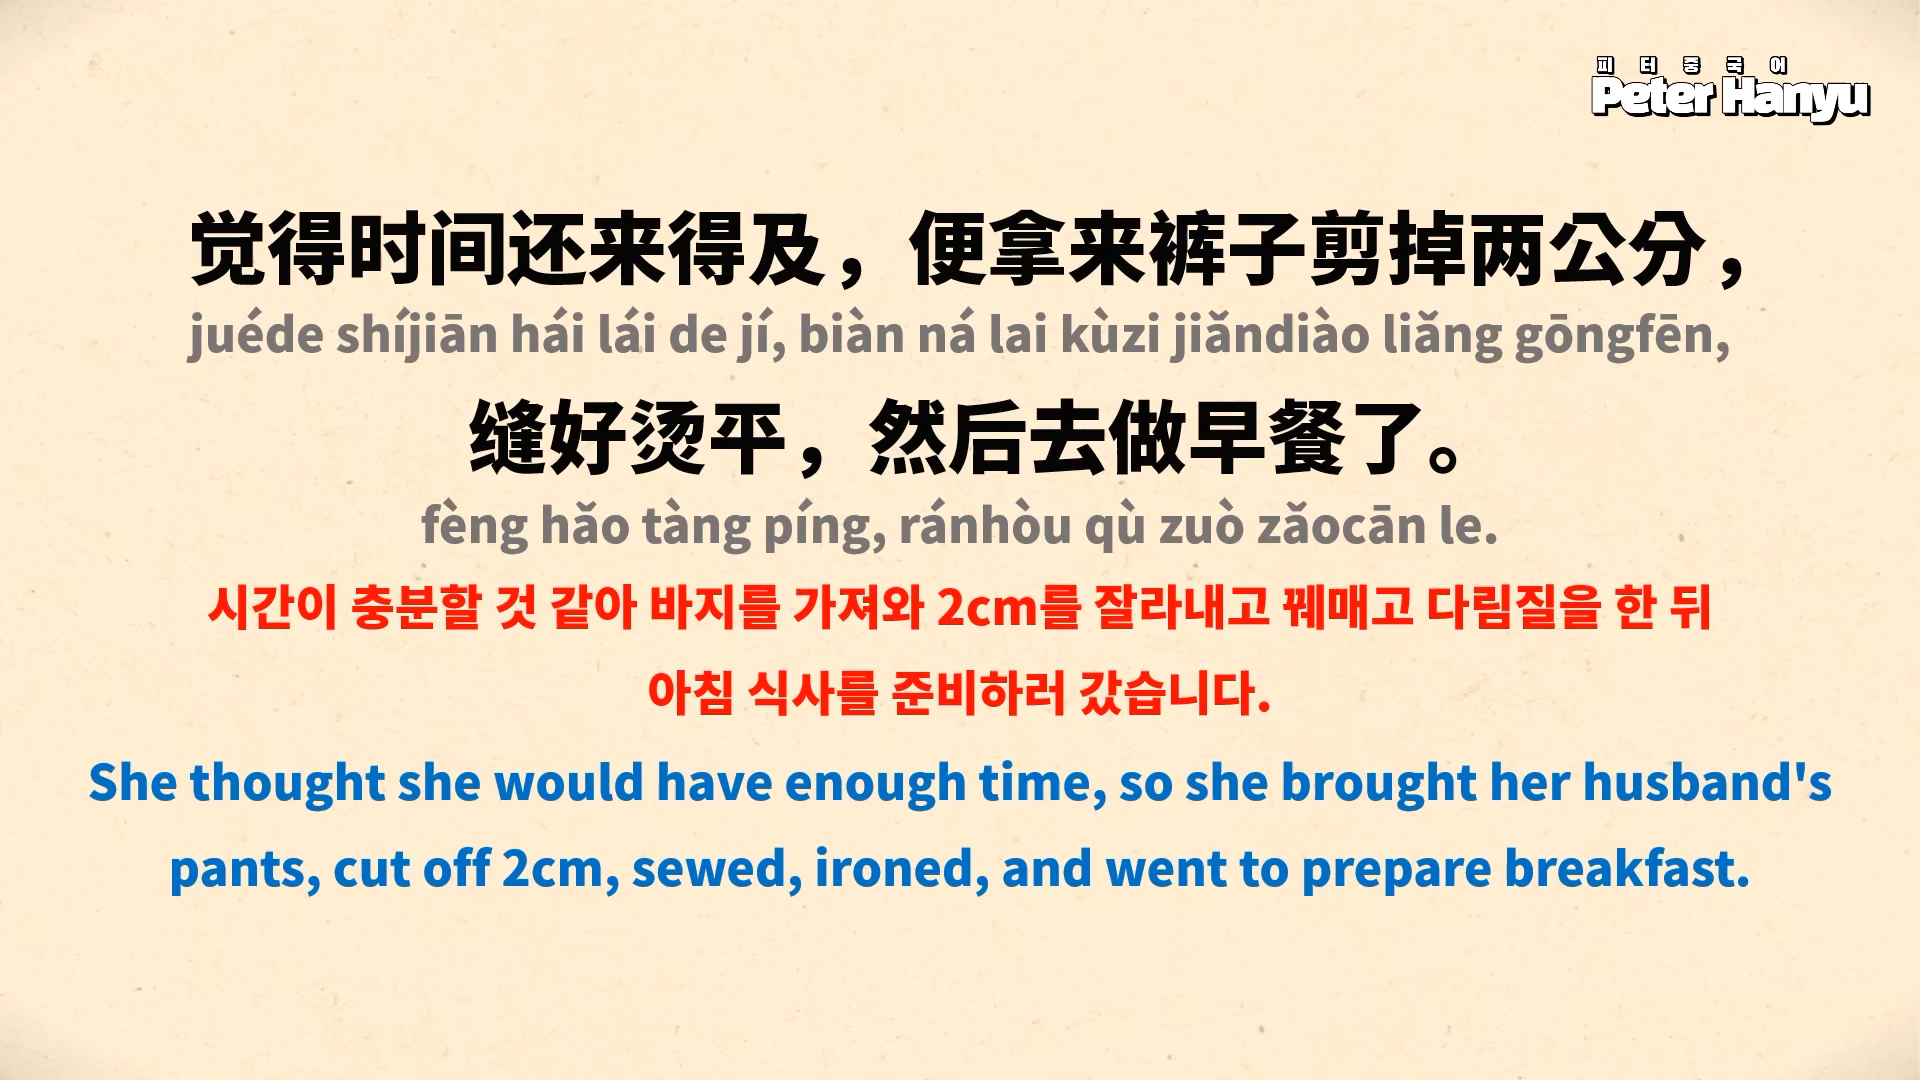 피터중국어
Peter Hanyu
觉得时间还来得及，便拿来裤子剪掉两公分，
juéde shíjiān hái lái de jí, biàn ná lai kùzi jiǎndiào liǎng gōngfēn,
缝好烫平，然后去做早餐了。
fèng hǎo tàng píng, ránhòu qù zuò zǎocān le.
시간이 충분할 것 같아 바지를 가져와 2cm를 잘라내고 꿰매고 다림질을 한 뒤
아침 식사를 준비하러 갔습니다.
She thought she would have enough time, so she brought her husband's
pants, cut off 2cm, sewed, ironed, and went to prepare breakfast.